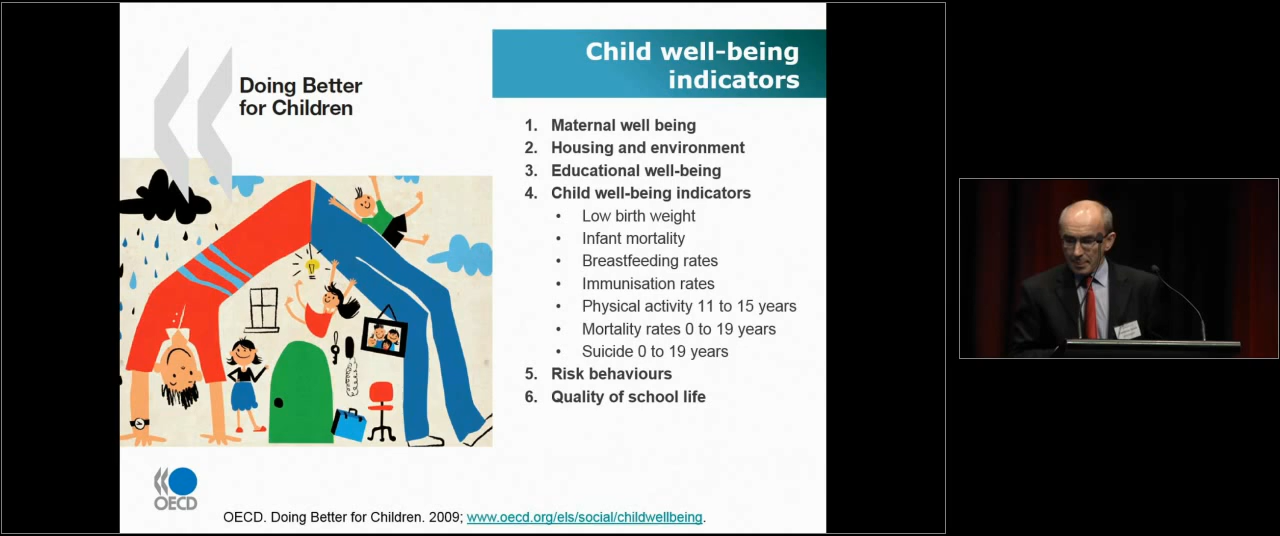 Doing Better
for Children
Child well-being
indicators
1. Maternal well being
2. Housing and environment
3. Educational well-being
4. Child well-being indicators
• Low birth weight
• Infant mortality
• Breastfeeding rates
• Immunisation rates
• Physical activity 11 to 15 years
• Mortality rates 0 to 19 years
• Suicide 0 to 19 years
5. Risk behaviours
6. Quality of school life
OECD
OECD. Doing Better for Children. 2009; www.oecd.org/els/social/childwellbeing.